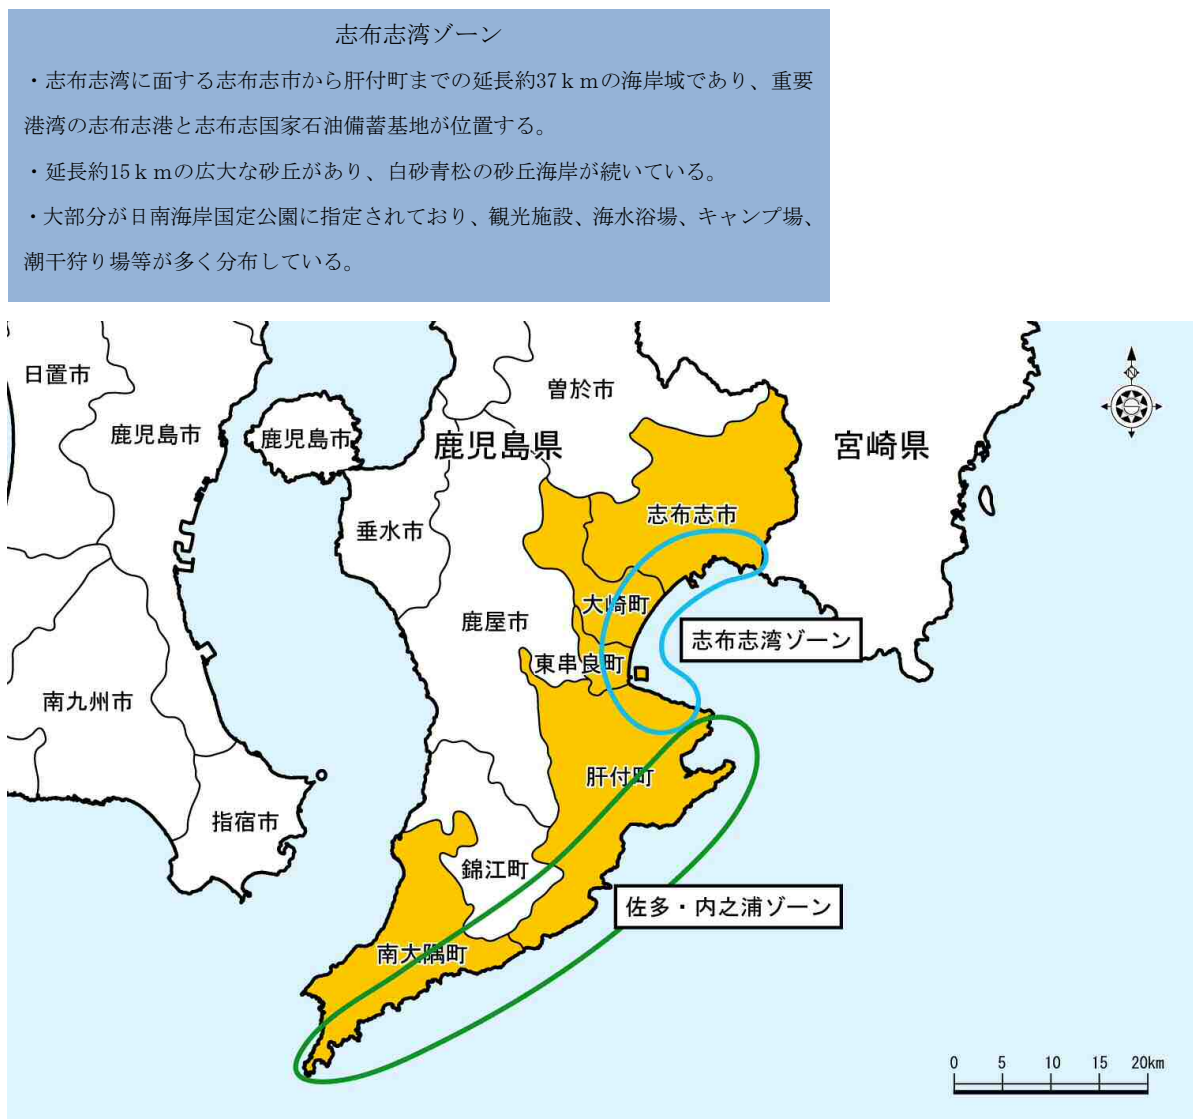 志布志湾ゾーン
・志布志湾に面する志布志市から肝付町までの延長約37ｋｍの海岸域であり、重要
港湾の志布志港と志布志国家石油備蓄基地が位置する。
・延長約15ｋｍの広大な砂丘があり、白砂青松の砂丘海岸が続いている。
・大部分が日南海岸国定公園に指定されており、観光施設、海水浴場、キャンプ場、
潮干狩り場等が多く分布している。
日置市
曽於市
N
鹿児島市
鹿児島市
鹿児島県
宮崎県
志布志市
垂水市
大崎町
鹿屋市
志布志湾ゾーン
東串良町
南九州市
肝付町
指宿市
錦江町
佐多・内之浦ゾーン
南大隅町
0 5 10 15 20km